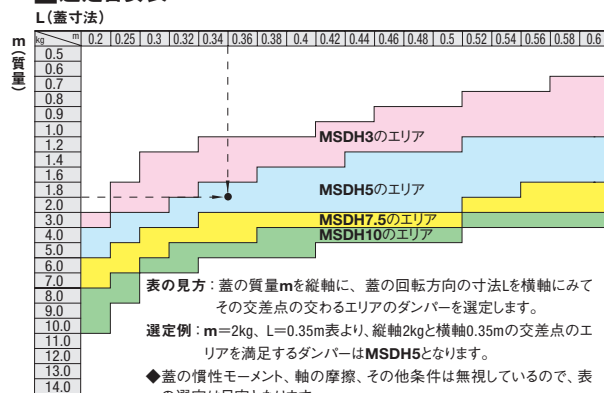 L(蓋寸法)
m(質量)
kg m 0.2 0.25 0.3 0.32 0.34 0.36 0.38 0.4 0.42 0.44 0.46 0.48 0.5 0.52 0.54 0.56 0.58 0.6
0.5
0.6
0.7
0.8
0.9
1.0
1.2
1.4
1.6
1.8
2.0
3.0
4.0
5.0
6.0
7.0
8.0
9.0
10.0
11.0
12.0
13.0
14.0
MSDH3のエリア
MSDH5のエリア
MSDH7.5のエリア
MSDH10のエリア
表の見方：蓋の質量mを縦軸に、蓋の回転方向の寸法Lを横軸にみて
その交差点の交わるエリアのダンパーを選定します。
選定例：m＝2kg、L＝0.35m表より、縦軸2kgと横軸0.35mの交差点のエ
リアを満足するダンパーはMSDH5となります。
◆蓋の慣性モーメント、軸の摩擦、その他条件は無視しているので、表